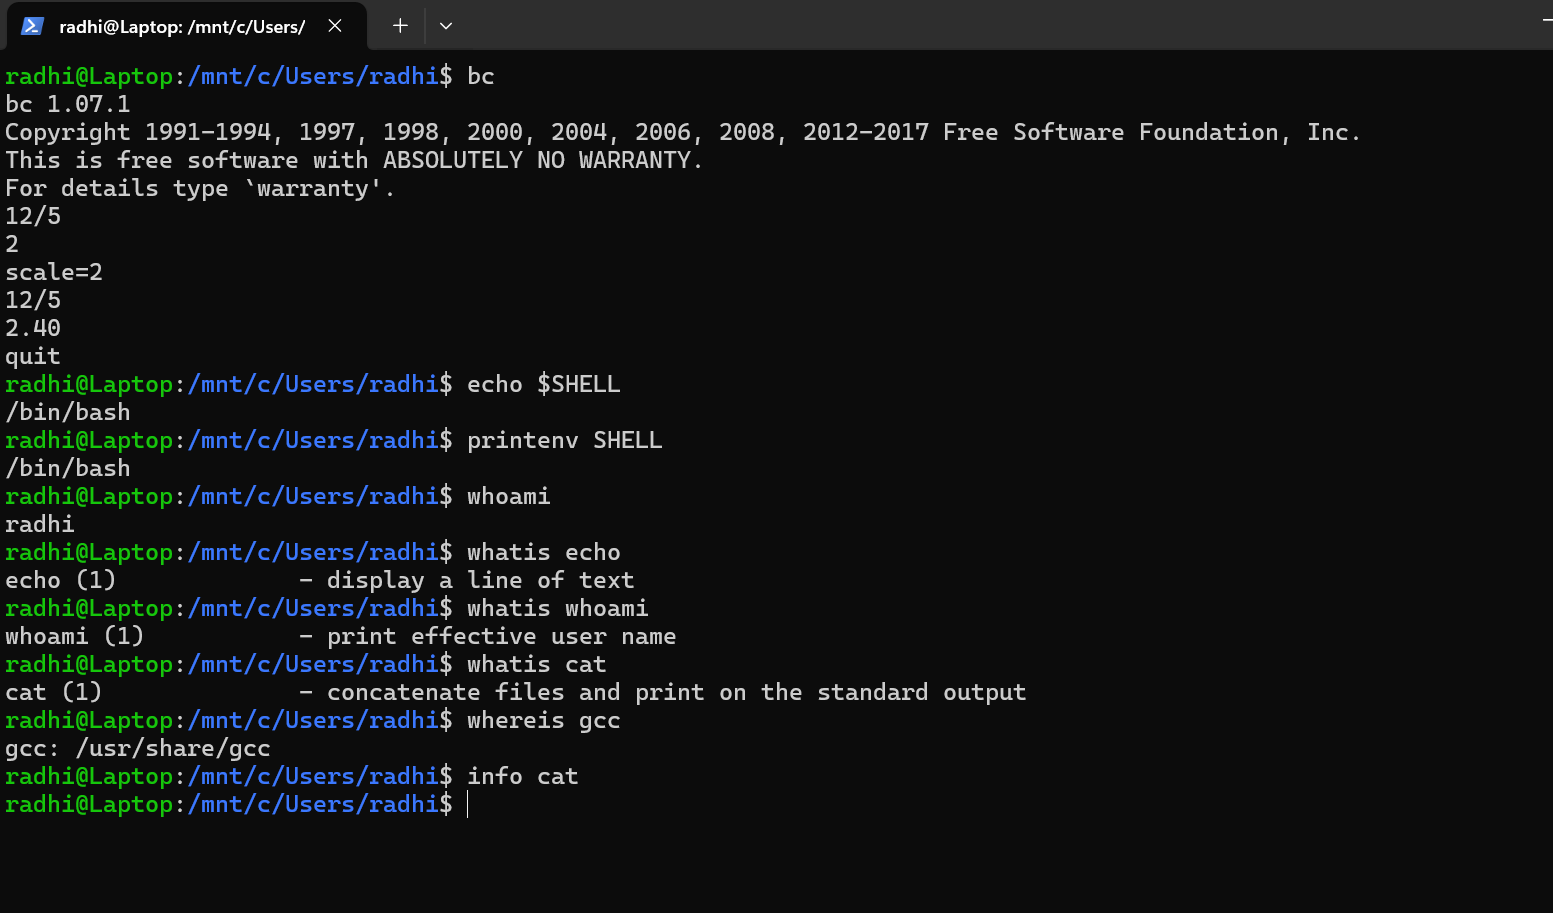 radhi@Laptop: /mnt/c/Users/
radhi@Laptop:/mnt/c/Users/radhi$ bc
bc 1.07.1
Copyright 1991-1994, 1997, 1998, 2000, 2004, 2006, 2008, 2012-2017 Free Software Foundation, Inc.
This is free software with ABSOLUTELY NO WARRANTY.
For details type `warranty'.
12/5
2
scale=2
12/5
2.40
quit
radhi@Laptop:/mnt/c/Users/radhi$ echo $SHELL
/bin/bash
radhi@Laptop:/mnt/c/Users/radhi$ printenv SHELL
/bin/bash
radhi@Laptop:/mnt/c/Users/radhi$ whoami
radhi
radhi@Laptop:/mnt/c/Users/radhi$ whatis echo
echo (1)             - display a line of text
radhi@Laptop:/mnt/c/Users/radhi$ whatis whoami
whoami (1)           - print effective user name
radhi@Laptop:/mnt/c/Users/radhi$ whatis cat
cat (1)              - concatenate files and print on the standard output
radhi@Laptop:/mnt/c/Users/radhi$ whereis gcc
gcc: /usr/share/gcc
radhi@Laptop:/mnt/c/Users/radhi$ info cat
radhi@Laptop:/mnt/c/Users/radhi$